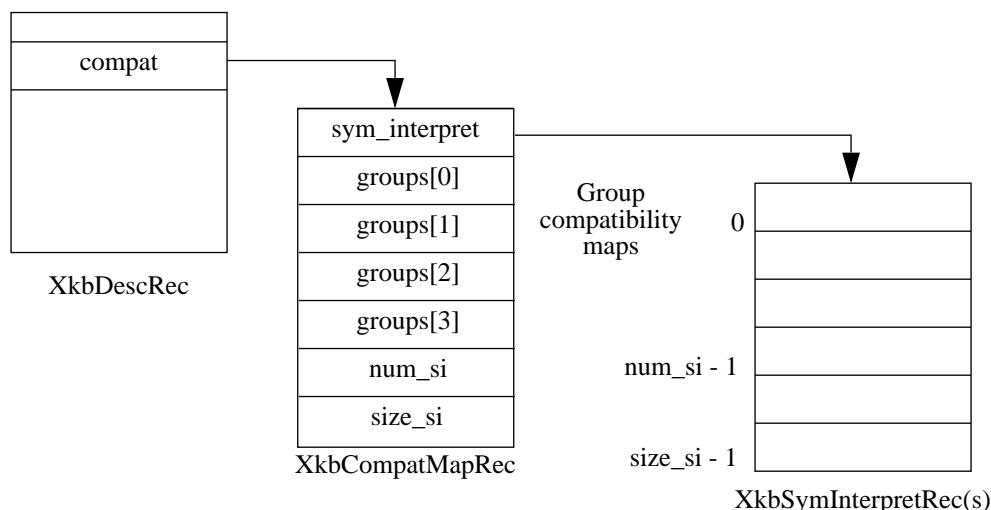 compat
XkbDescRec
sym_interpret
groups[0]
groups[1]
groups[2]
groups[3]
num_si
size_si
XkbCompatMapRec
Group
compatibility
maps
0
num_si - 1
size_si - 1
XkbSymInterpretRec(s)